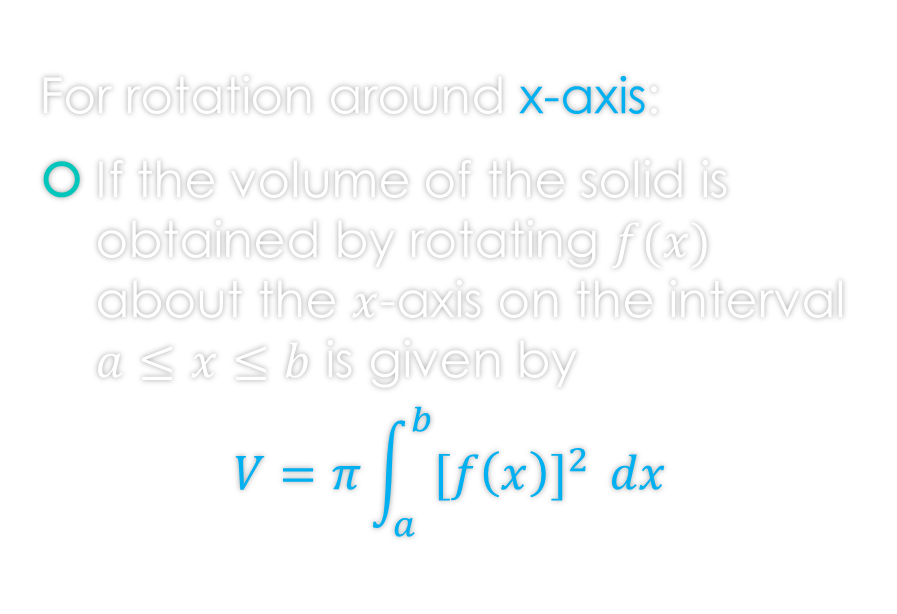 For rotation around x-axis:
If the volume of the solid is
obtained by rotating f(x)
about the x-axis on the interval
a ≤ x ≤ b is given by
V = π ∫_a^b [f(x)]² dx